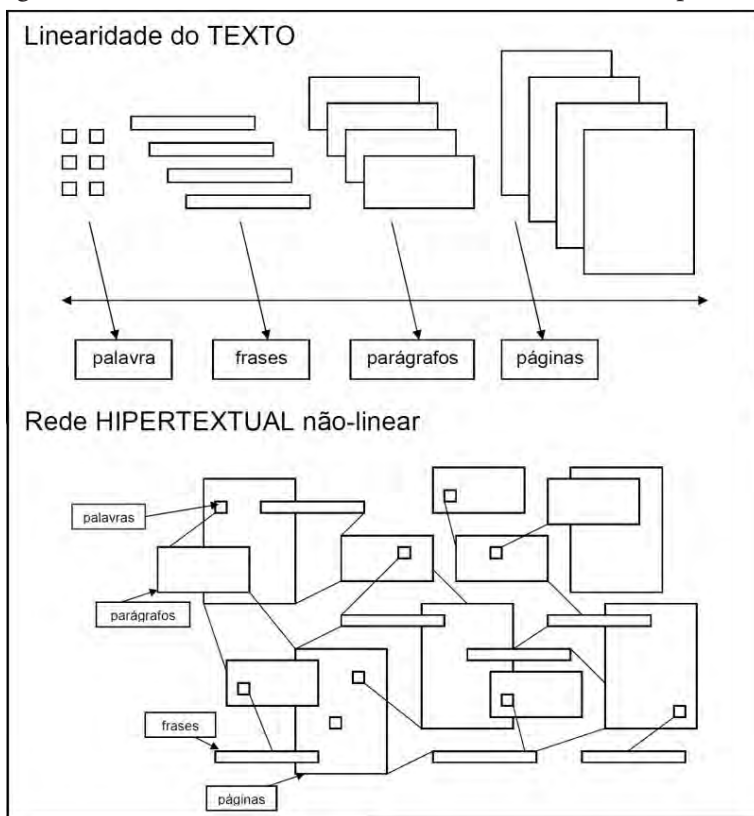 Linearidade do TEXTO
palavra
frases
parágrafos
páginas
Rede HIPERTEXTUAL não-linear
palavras
parágrafos
frases
páginas